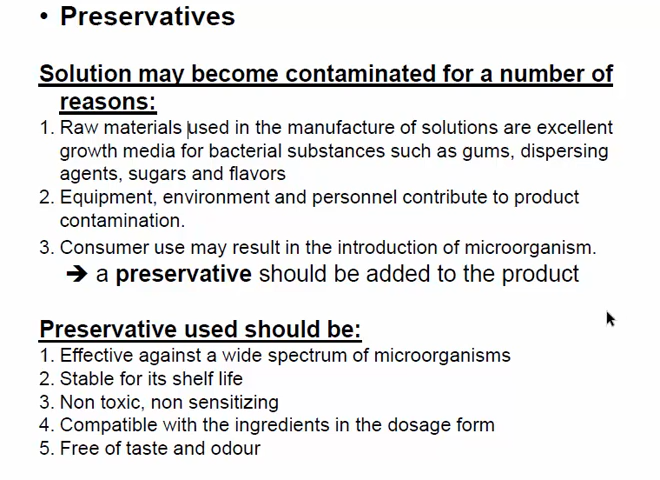 • Preservatives
Solution may become contaminated for a number of
reasons:
1. Raw materials used in the manufacture of solutions are excellent
growth media for bacterial substances such as gums, dispersing
agents, sugars and flavors
2. Equipment, environment and personnel contribute to product
contamination.
3. Consumer use may result in the introduction of microorganism.
➔ a preservative should be added to the product
Preservative used should be:
1. Effective against a wide spectrum of microorganisms
2. Stable for its shelf life
3. Non toxic, non sensitizing
4. Compatible with the ingredients in the dosage form
5. Free of taste and odour